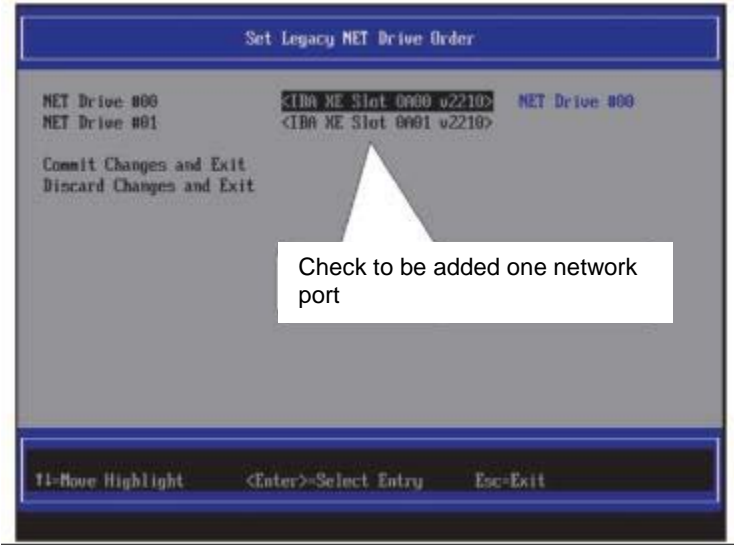 Set Legacy NET Drive Order
NET Drive #00 <IBA XE Slot 0A00 v2210> NET Drive #00
NET Drive #01 <IBA XE Slot 0A01 v2210>
Commit Changes and Exit
Discard Changes and Exit
Check to be added one network
port
↑↓=Move Highlight <Enter>=Select Entry Esc=Exit